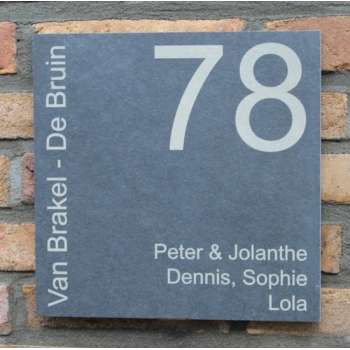 Van Brakel - De Bruin
78
Peter & Jolanthe
Dennis, Sophie
Lola